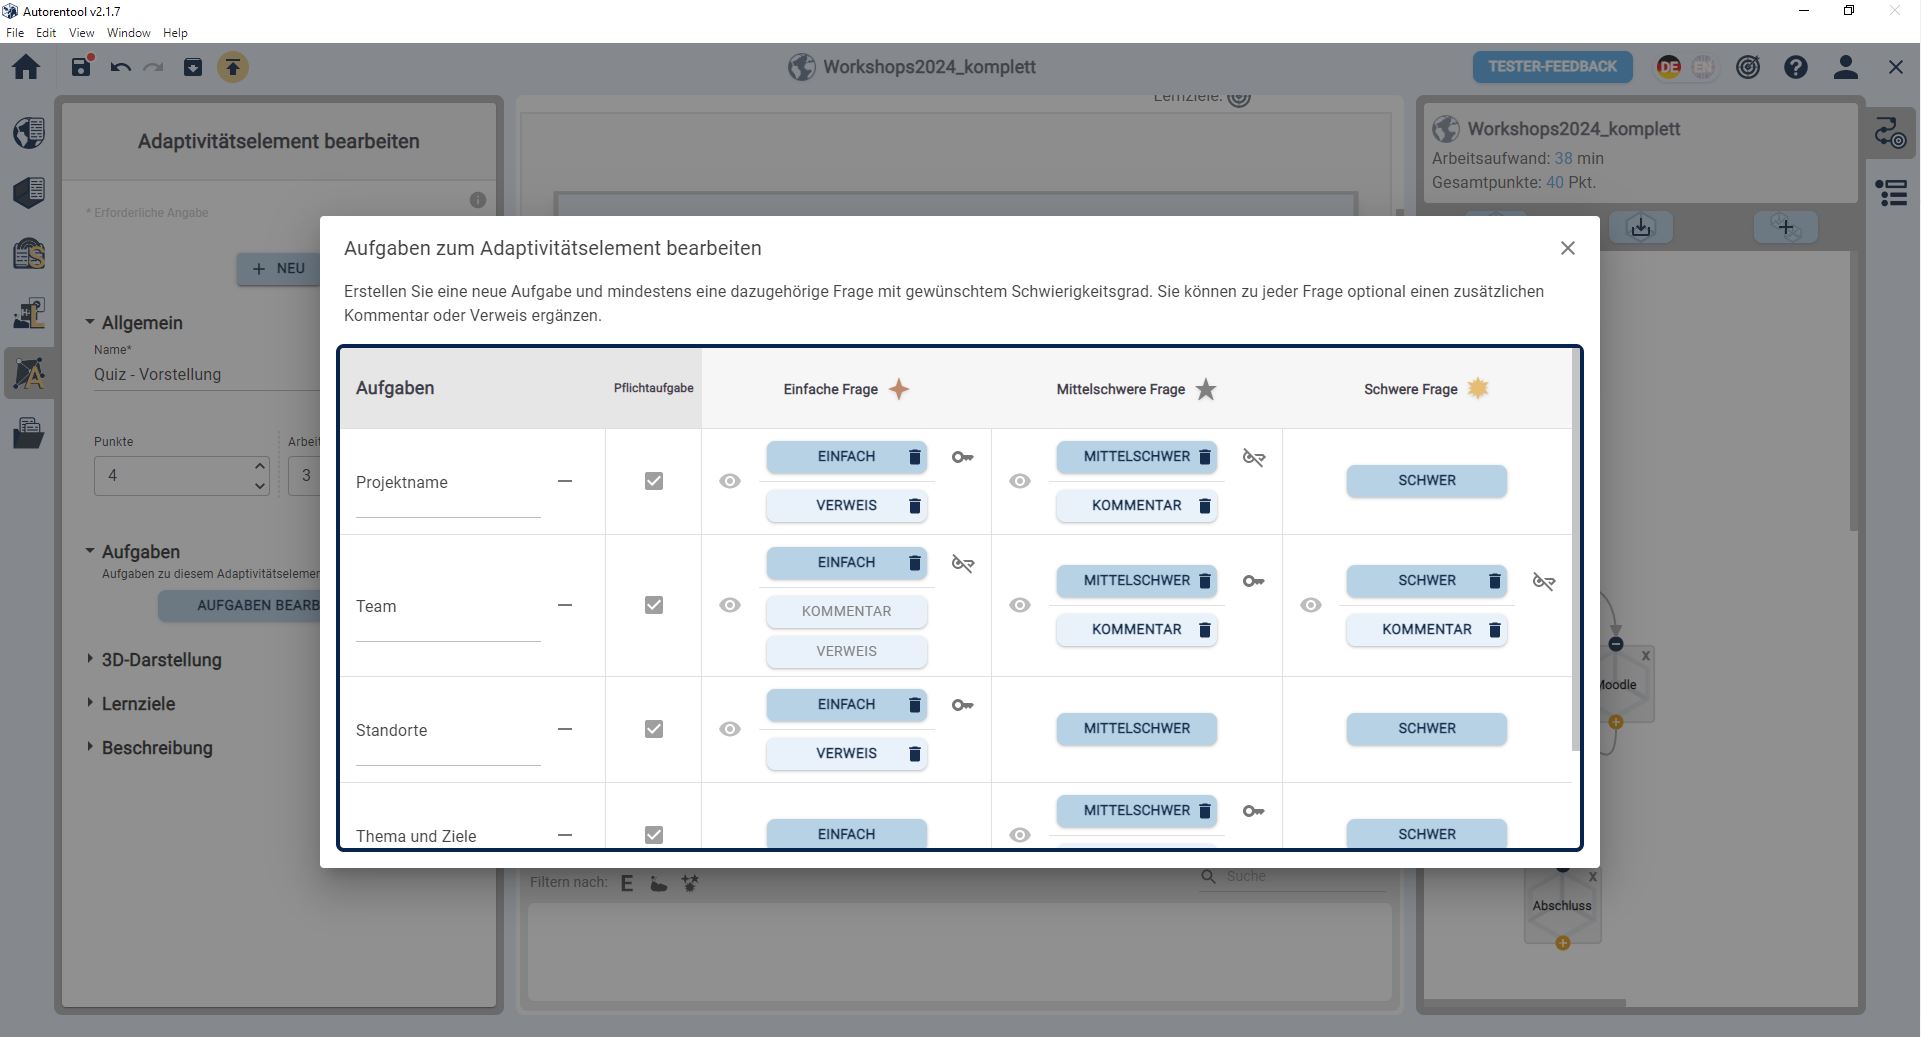 Autorentool v2.1.7
File Edit View Window Help
Workshops2024_komplett
TESTER-FEEDBACK
DE EN
Adaptivitätselement bearbeiten
* Erforderliche Angabe
+ NEU
Allgemein
Name*
Quiz - Vorstellung
Punkte
Arbei
4
3
Aufgaben
Aufgaben zu diesem Adaptivitätselemen
AUFGABEN BEARB
3D-Darstellung
Lernziele
Beschreibung
Lernziele:
Aufgaben zum Adaptivitätselement bearbeiten
Erstellen Sie eine neue Aufgabe und mindestens eine dazugehörige Frage mit gewünschtem Schwierigkeitsgrad. Sie können zu jeder Frage optional einen zusätzlichen
Kommentar oder Verweis ergänzen.
Aufgaben Pflichtaufgabe Einfache Frage Mittelschwere Frage Schwere Frage
EINFACH MITTELSCHWER
Projektname SCHWER
VERWEIS KOMMENTAR
EINFACH
MITTELSCHWER SCHWER
Team KOMMENTAR
KOMMENTAR KOMMENTAR
VERWEIS
EINFACH
Standorte MITTELSCHWER SCHWER
VERWEIS
MITTELSCHWER
Thema und Ziele EINFACH SCHWER
Filtern nach: E
Suche
Workshops2024_komplett
Arbeitsaufwand: 38 min
Gesamtpunkte: 40 Pkt.
x
Moodle
x
Abschluss